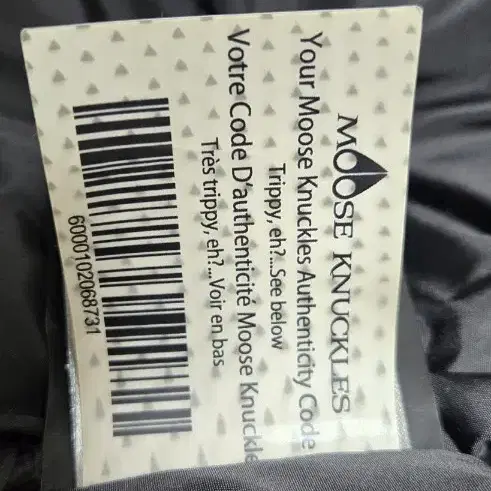 MOOSE KNUCKLES
Your Moose Knuckles Authenticity Code
Trippy, eh?...See below
Votre Code D'authenticité Moose Knuckle
Très trippy, eh?...Voir en bas
6000102068731